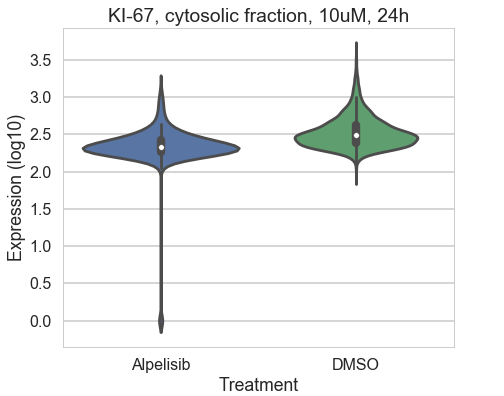 KI-67, cytosolic fraction, 10uM, 24h
Expression (log10)
3.5
3.0
2.5
2.0
1.5
1.0
0.5
0.0
Alpelisib
DMSO
Treatment